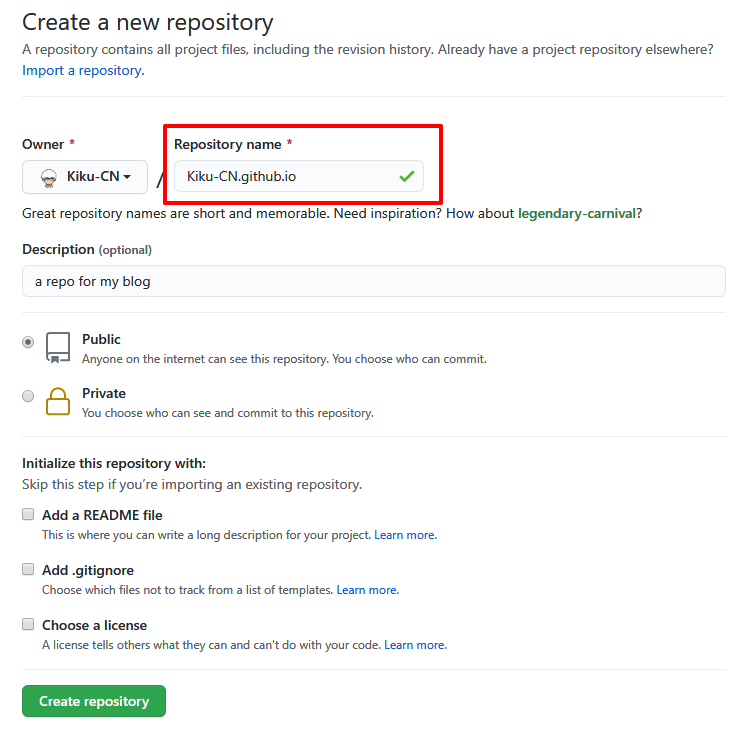 Create a new repository
A repository contains all project files, including the revision history. Already have a project repository elsewhere?
Import a repository.
Owner * Repository name *
Kiku-CN / Kiku-CN.github.io
Great repository names are short and memorable. Need inspiration? How about legendary-carnival?
Description (optional)
a repo for my blog
Public
Anyone on the internet can see this repository. You choose who can commit.
Private
You choose who can see and commit to this repository.
Initialize this repository with:
Skip this step if you're importing an existing repository.
Add a README file
This is where you can write a long description for your project. Learn more.
Add .gitignore
Choose which files not to track from a list of templates. Learn more.
Choose a license
A license tells others what they can and can't do with your code. Learn more.
Create repository